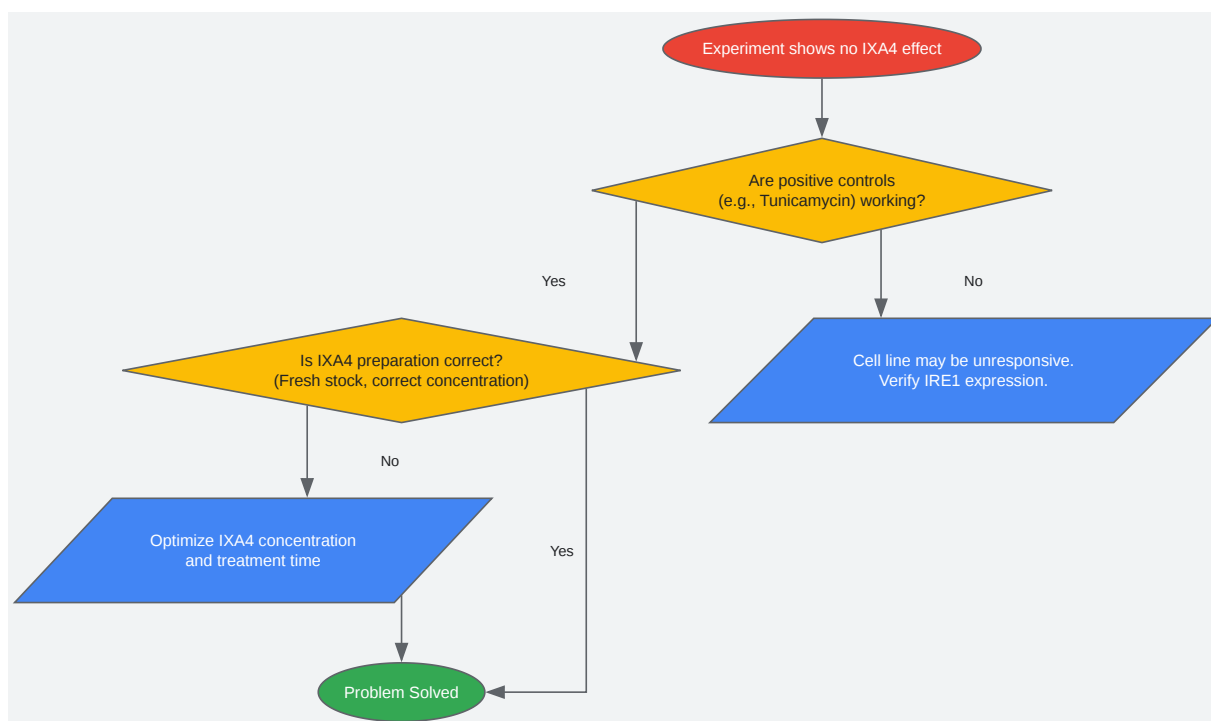 Experiment shows no IXA4 effect
Are positive controls
(e.g., Tunicamycin) working?
Yes
No
Is IXA4 preparation correct?
(Fresh stock, correct concentration)
Cell line may be unresponsive.
Verify IRE1 expression.
No
Optimize IXA4 concentration
and treatment time
Yes
Problem Solved